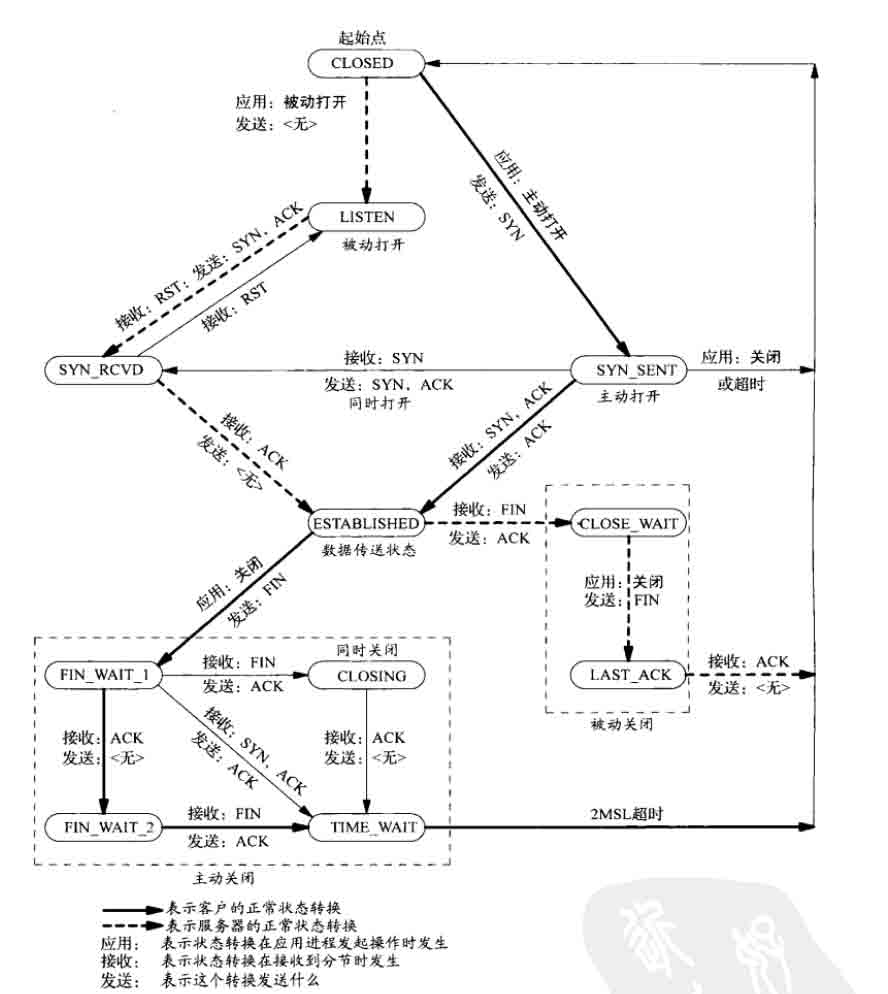 起始点
CLOSED
应用：被动打开
发送：<无>
应用：主动打开
发送：SYN
LISTEN
被动打开
接收：RST；发送：SYN，ACK
接收：RST
SYN_RCVD
接收：SYN
发送：SYN，ACK
同时打开
SYN_SENT
主动打开
应用：关闭
或超时
接收：SYN，ACK
发送：ACK
接收：ACK
发送：<无>
ESTABLISHED
数据传送状态
接收：FIN
发送：ACK
CLOSE_WAIT
应用：关闭
发送：FIN
应用：关闭
发送：FIN
LAST_ACK
接收：ACK
发送：<无>
被动关闭
同时关闭
FIN_WAIT_1
接收：FIN
发送：ACK
CLOSING
接收：ACK
发送：<无>
接收：SYN，ACK
发送：ACK
接收：ACK
发送：<无>
FIN_WAIT_2
接收：FIN
发送：ACK
TIME_WAIT
2MSL超时
主动关闭
表示客户的正常状态转换
表示服务器的正常状态转换
应用： 表示状态转换在应用进程发起操作时发生
接收： 表示状态转换在接收到分节时发生
发送： 表示这个转换发送什么